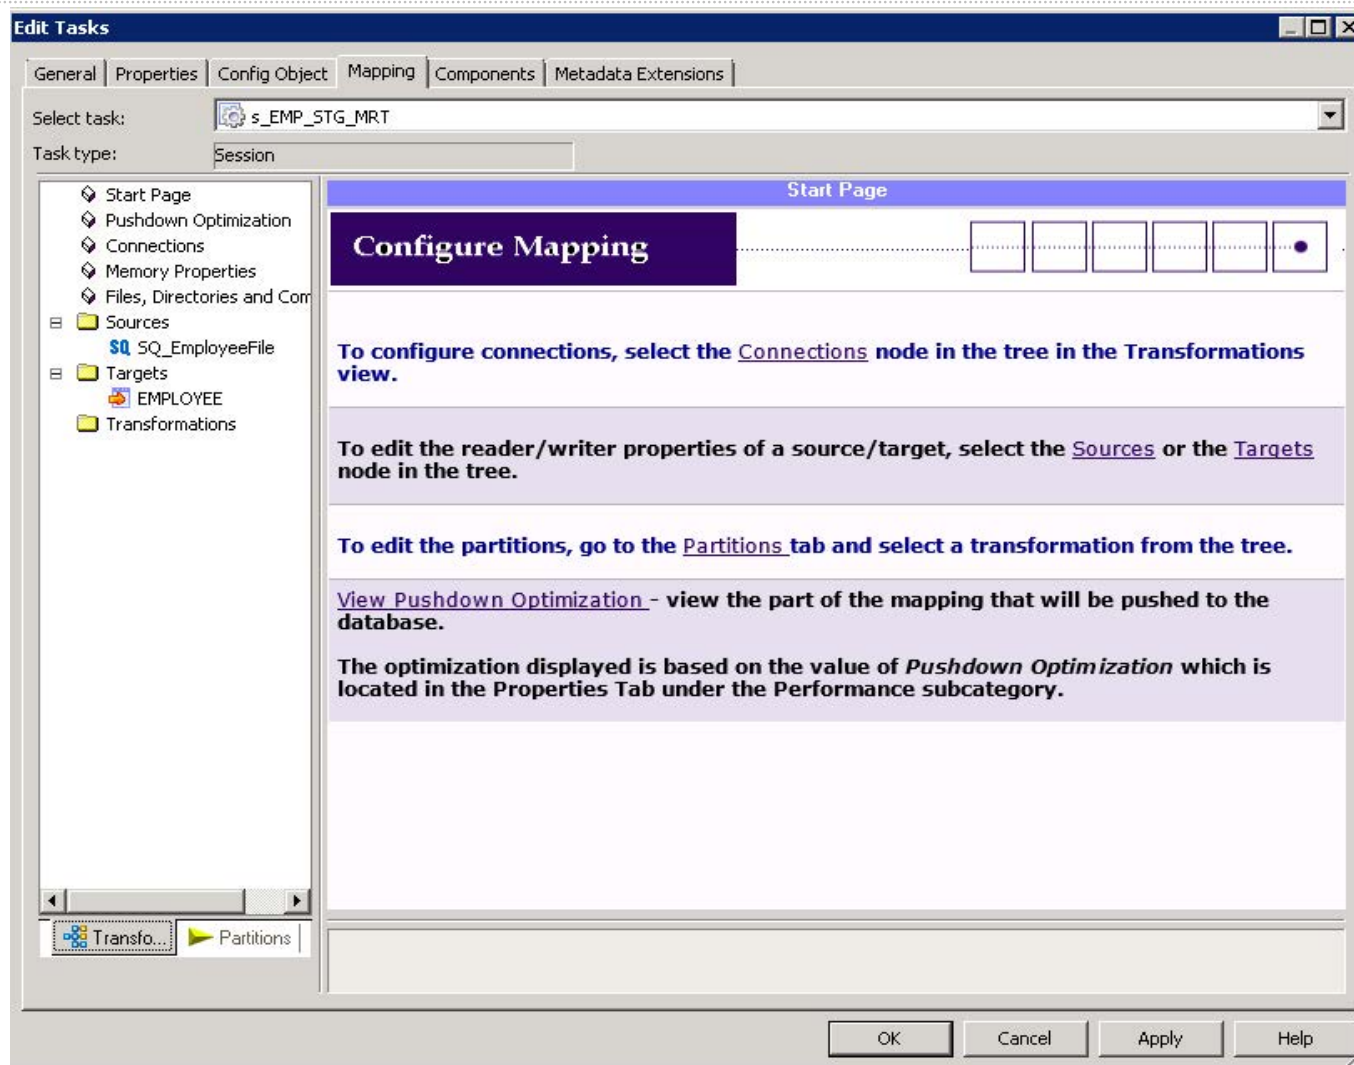 Edit Tasks
General Properties Config Object Mapping Components Metadata Extensions
Select task: s_EMP_STG_MRT
Task type: Session
Start Page
Pushdown Optimization
Connections
Memory Properties
Files, Directories and Com
Sources
SQ SQ_EmployeeFile
Targets
EMPLOYEE
Transformations
Transfo... Partitions
Start Page
Configure Mapping
To configure connections, select the Connections node in the tree in the Transformations
view.
To edit the reader/writer properties of a source/target, select the Sources or the Targets
node in the tree.
To edit the partitions, go to the Partitions tab and select a transformation from the tree.
View Pushdown Optimization - view the part of the mapping that will be pushed to the
database.
The optimization displayed is based on the value of Pushdown Optimization which is
located in the Properties Tab under the Performance subcategory.
OK Cancel Apply Help